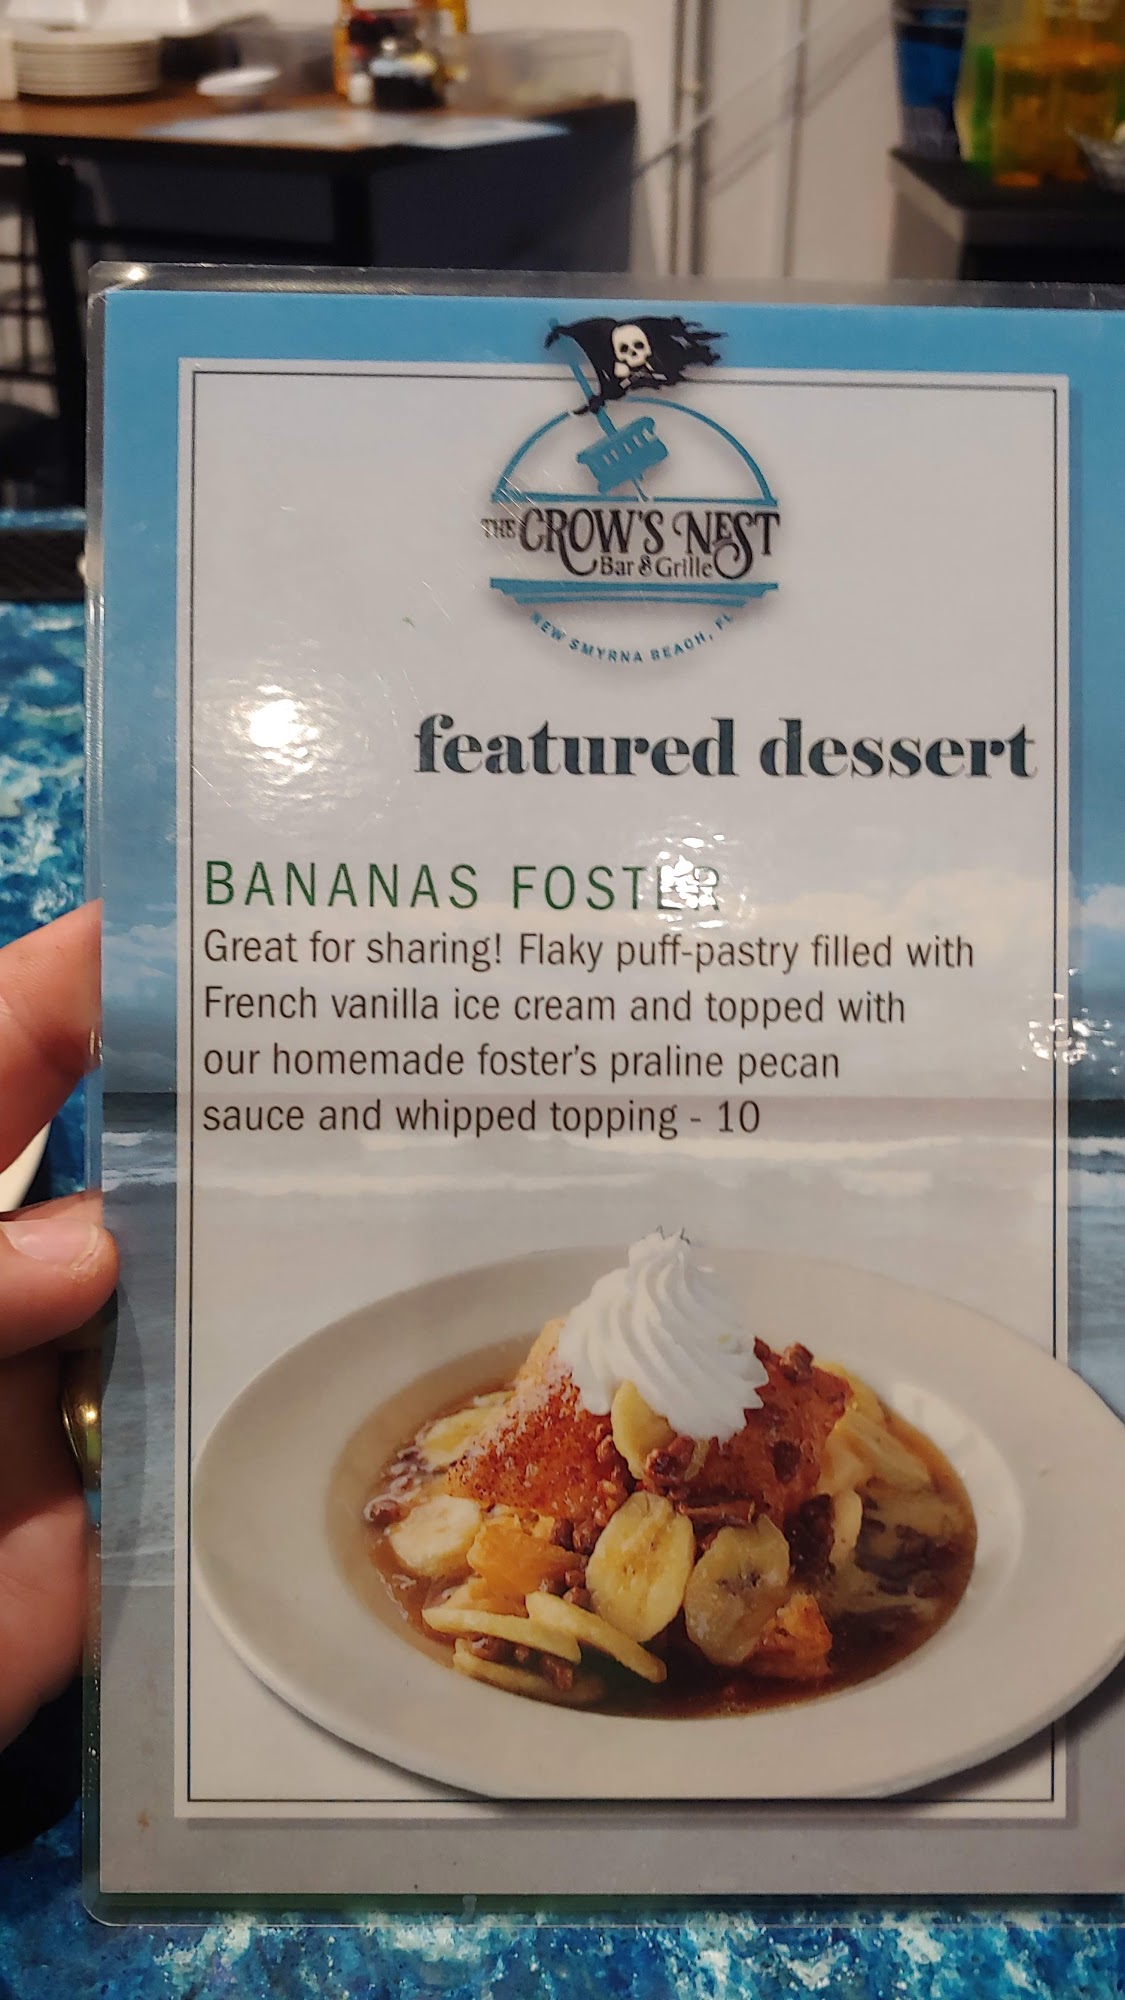 THE CROW'S NEST
Bar & Grille
NEW SMYRNA BEACH, FL
featured dessert
BANANAS FOSTER
Great for sharing! Flaky puff-pastry filled with
French vanilla ice cream and topped with
our homemade foster's praline pecan
sauce and whipped topping - 10